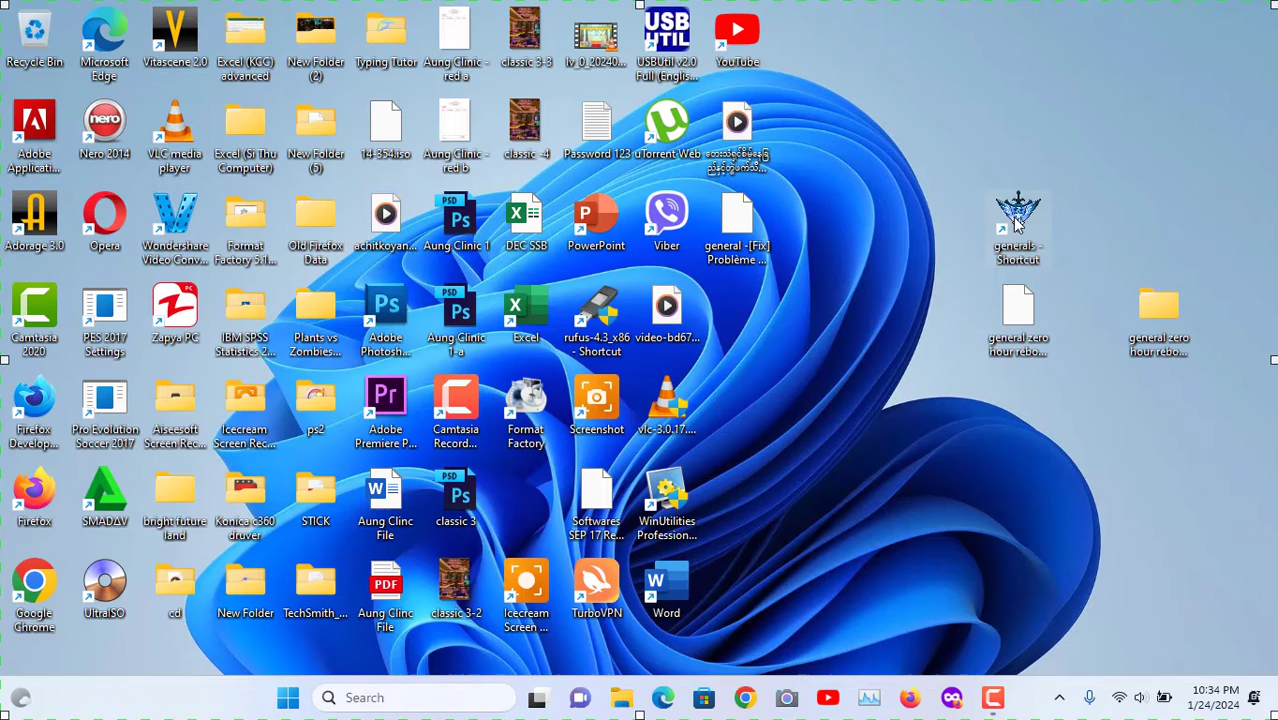 Recycle Bin
Microsoft
Edge
Vitascene 2.0
Excel (KCC)
advanced
New Folder
(2)
Typing Tutor
Aung Clinic -
red a
classic 3-3
lv_0_20240...
USB
UTIL
USBUtil v2.0
Full (Englis...
YouTube
Adobe
Applicati...
nero
Nero 2014
VLC media
player
Excel (Si Thu
Computer)
New Folder
(5)
14-354.iso
Aung Clinic -
red b
classic -4
Password 123
uTorrent Web
Adorage 3.0
Opera
Wondershare
Video Conv...
Format
Factory 5.1...
Old Firefox
Data
achitkoyan...
PSD
Ps
Aung Clinic 1
DEC SSB
PowerPoint
Viber
general -[Fix]
Problème ...
generals -
Shortcut
Camtasia
2020
PES 2017
Settings
Zapya PC
IBM SPSS
Statistics 2...
Plants vs
Zombies...
Ps
Adobe
Photosh...
PSD
Ps
Aung Clinic
1-a
Excel
rufus-4.3_x86
- Shortcut
video-bd67...
general zero
hour rebo...
general zero
hour rebo...
Firefox
Develop...
Pro Evolution
Soccer 2017
Aiseesoft
Screen Rec...
Icecream
Screen Rec...
ps2
Pr
Adobe
Premiere P...
Camtasia
Record...
Format
Factory
Screenshot
vlc-3.0.17....
Firefox
SMADΔV
bright future
land
Konica c360
druver
STICK
W
Aung Clinc
File
PSD
Ps
classic 3
Softwares
SEP 17 Re...
WinUtilities
Profession...
Google
Chrome
UltraISO
cd
New Folder
TechSmith_...
PDF
Aung Clinc
File
classic 3-2
Icecream
Screen ...
TurboVPN
W
Word
Search
10:34 PM
1/24/2024